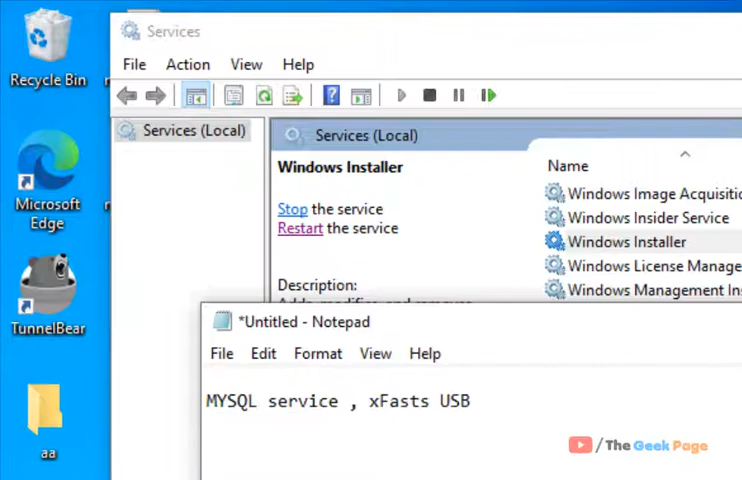 Services
File Action View Help
Recycle Bin
Services (Local)
Services (Local)
Windows Installer
Name
Stop the service
Restart the service
Windows Image Acquisitio
Windows Insider Service
Windows Installer
Windows License Manage
Windows Management Ins
Description:
Microsoft
Edge
TunnelBear
aa
*Untitled - Notepad
File Edit Format View Help
MYSQL service , xFasts USB
/ The Geek Page